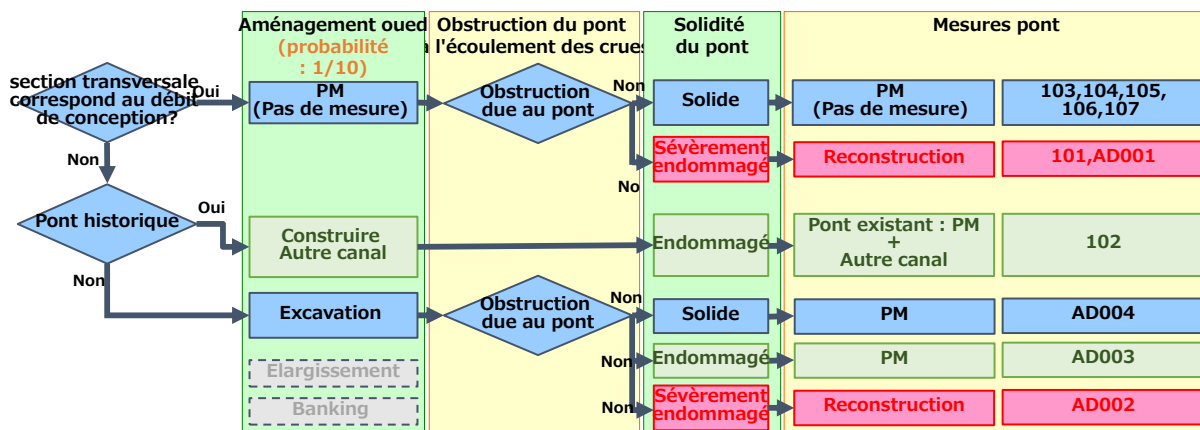 Aménagement oued
(probabilité
: 1/10)
Obstruction du pont
à l'écoulement des crues
Solidité
du pont
Mesures pont
section transversale
correspond au débit
de conception?
Oui
PM
(Pas de mesure)
Obstruction
due au pont
Non
Solide
PM
(Pas de mesure)
103,104,105,
106,107
Non
Sévèrement
endommagé
Reconstruction
101,AD001
No
Pont historique
Oui
Construire
Autre canal
Endommagé
Pont existant : PM
+
Autre canal
102
Non
Excavation
Obstruction
due au pont
Non
Solide
PM
AD004
Non
Endommagé
PM
AD003
Elargissement
Banking
Non
Sévèrement
endommagé
Reconstruction
AD002